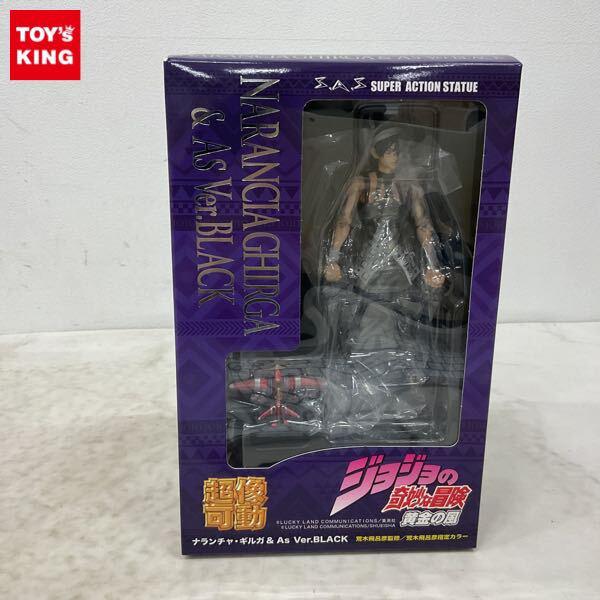 TOY's
KING
S.A.S SUPER ACTION STATUE
NARANCIA GHIRGA
& As Ver.BLACK
超像
可動
ジョジョの
奇妙な冒険
黄金の風
©LUCKY LAND COMMUNICATIONS/集英社
©LUCKY LAND COMMUNICATIONS/SHUEISHA
ナランチャ・ギルガ & As Ver.BLACK 荒木飛呂彦監修/荒木飛呂彦指定カラー